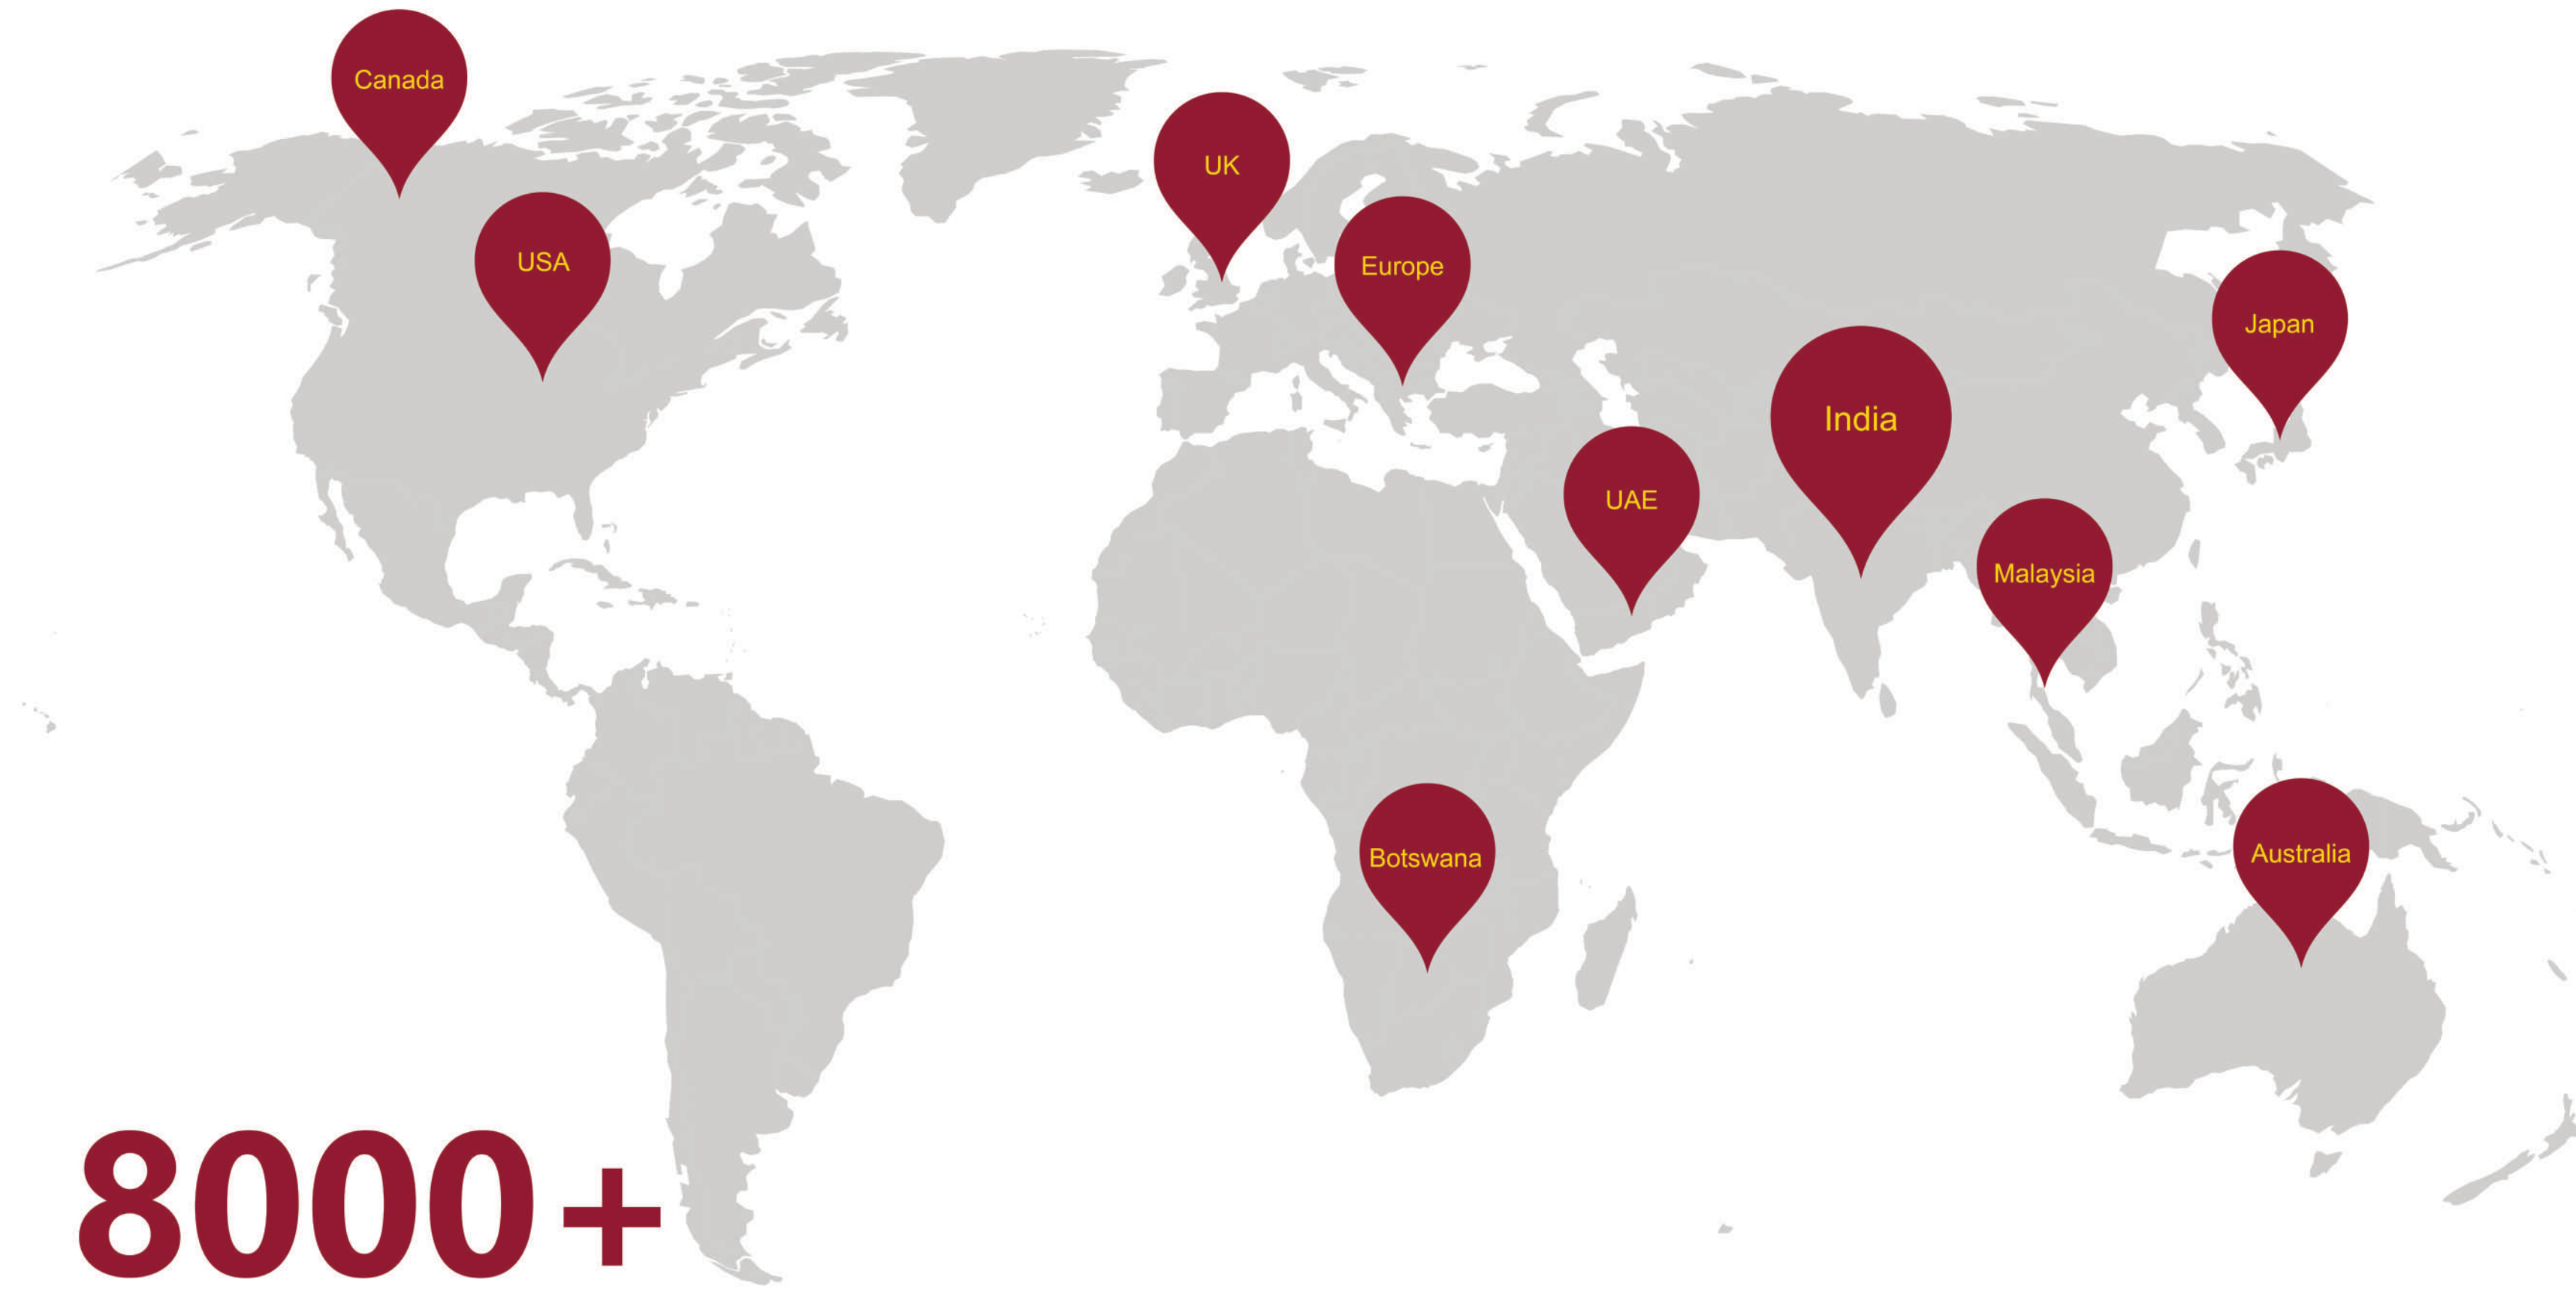 Canada
UK
USA
Europe
Japan
India
UAE
Malaysia
Botswana
Australia
8000+